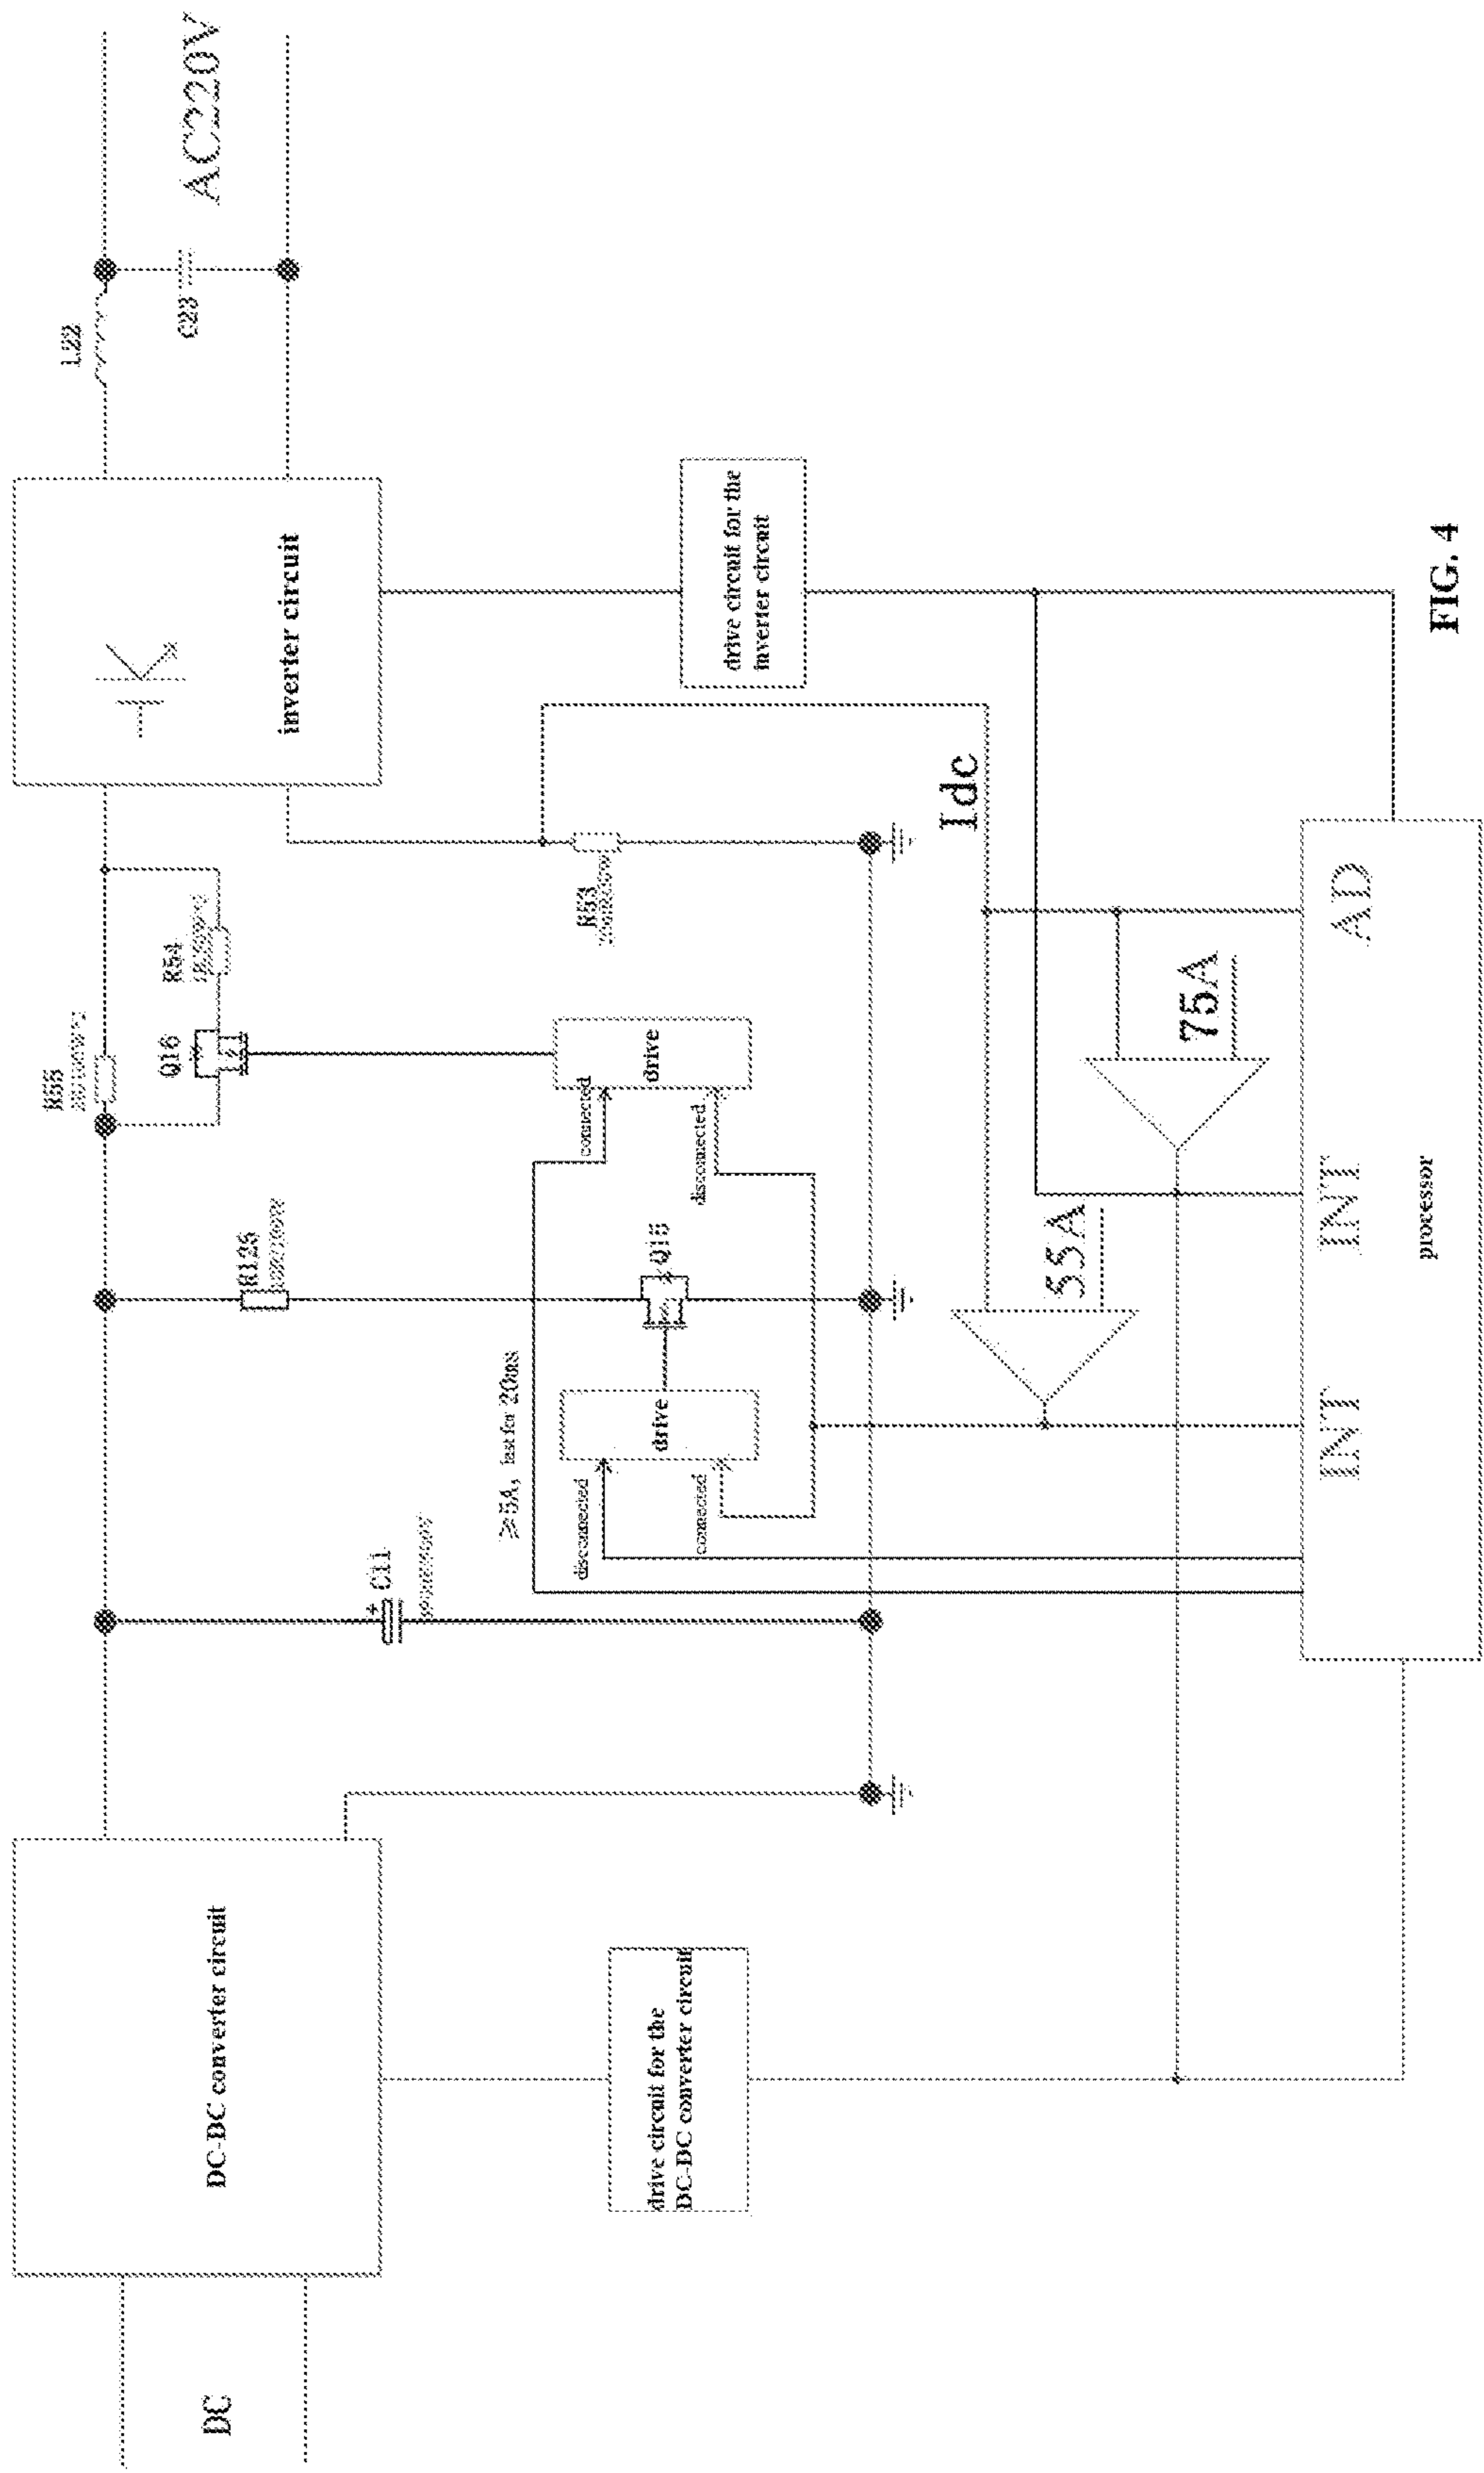 DC
DC-DC converter circuit
drive circuit for the
DC-DC converter circuit
C11
+
≥5A, last for 20ms
disconnected
connected
drive
R126
Q15
connected
disconnected
drive
R55
Q16
R54
R53
Idc
inverter circuit
drive circuit for the
inverter circuit
L22
C23
AC220V
55A
75A
INT
INT
AD
processor
FIG. 4